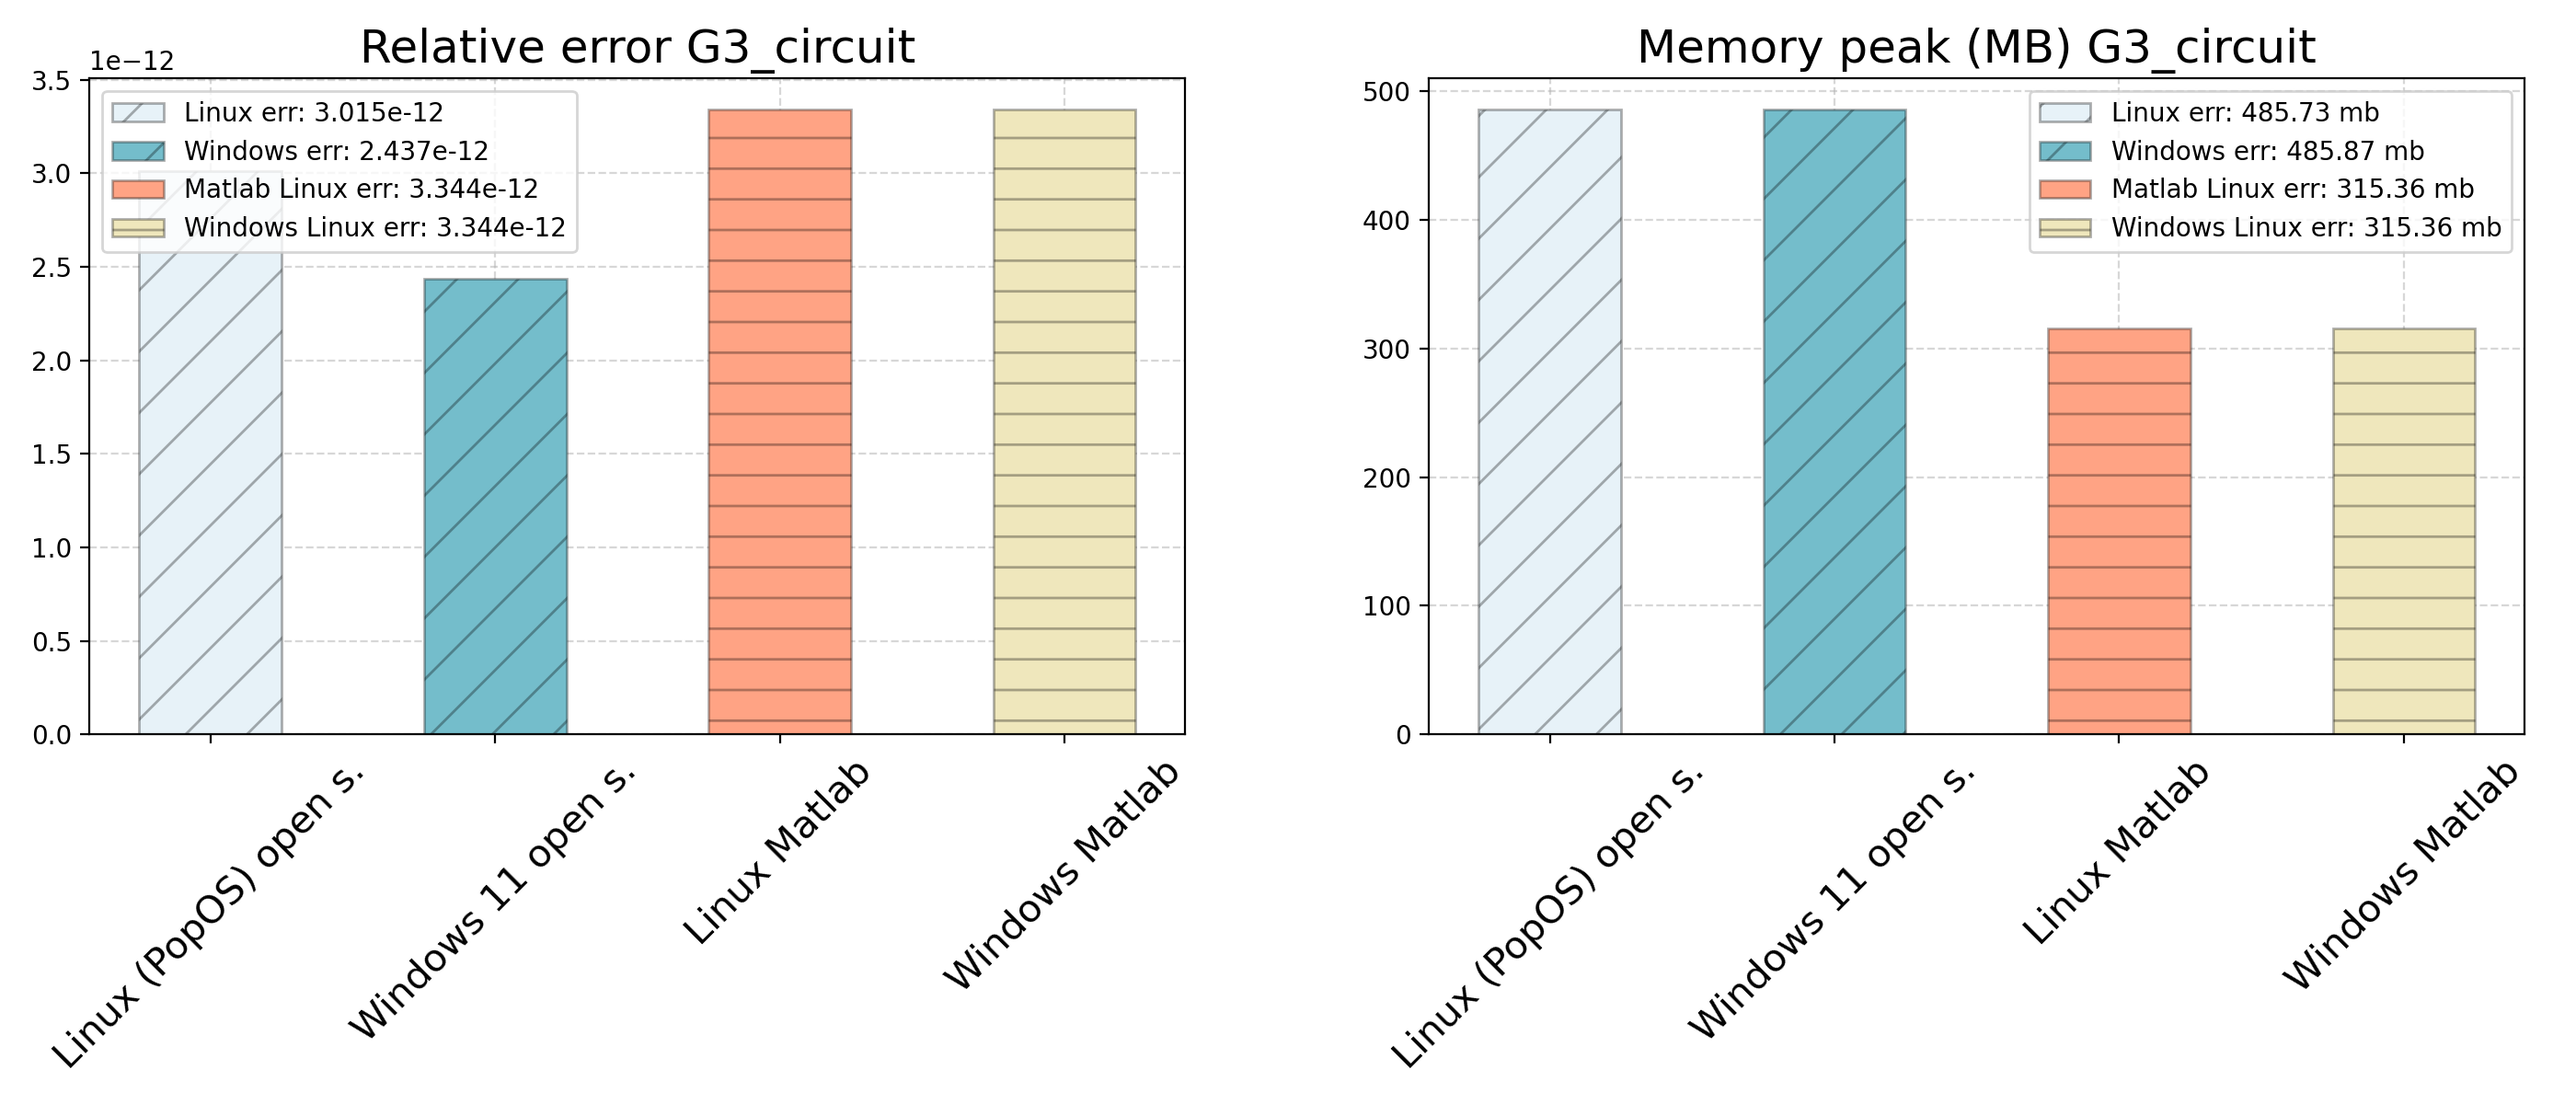 Relative error G3_circuit
1e−12
3.5
3.0
2.5
2.0
1.5
1.0
0.5
0.0
Linux err: 3.015e-12
Windows err: 2.437e-12
Matlab Linux err: 3.344e-12
Windows Linux err: 3.344e-12
Linux (PopOS) open s.
Windows 11 open s.
Linux Matlab
Windows Matlab
Memory peak (MB) G3_circuit
500
400
300
200
100
0
Linux err: 485.73 mb
Windows err: 485.87 mb
Matlab Linux err: 315.36 mb
Windows Linux err: 315.36 mb
Linux (PopOS) open s.
Windows 11 open s.
Linux Matlab
Windows Matlab